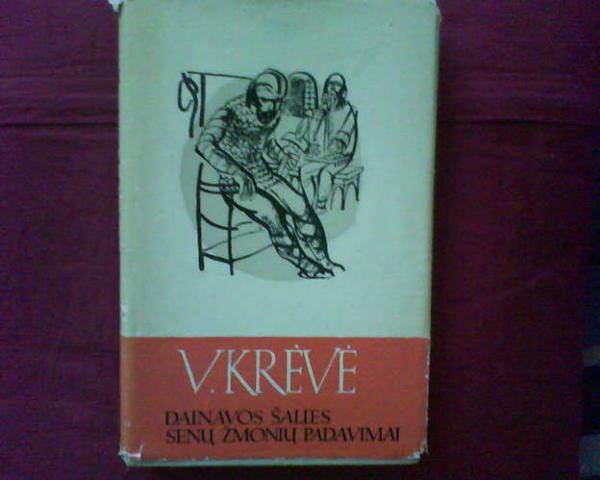 V. KRĖVĖ
DAINAVOS ŠALIES
SENŲ ŽMONIŲ PADAVIMAI